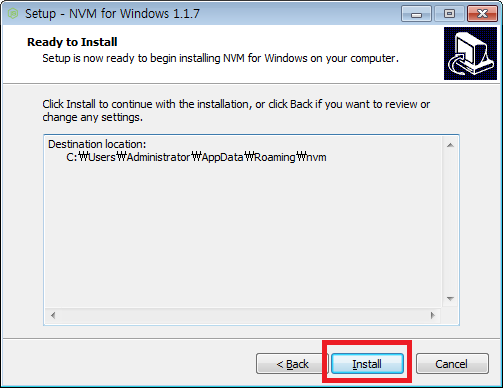 Setup - NVM for Windows 1.1.7
Ready to Install
Setup is now ready to begin installing NVM for Windows on your computer.
Click Install to continue with the installation, or click Back if you want to review or
change any settings.
Destination location:
C:₩Users₩Administrator₩AppData₩Roaming₩nvm
< Back
Install
Cancel